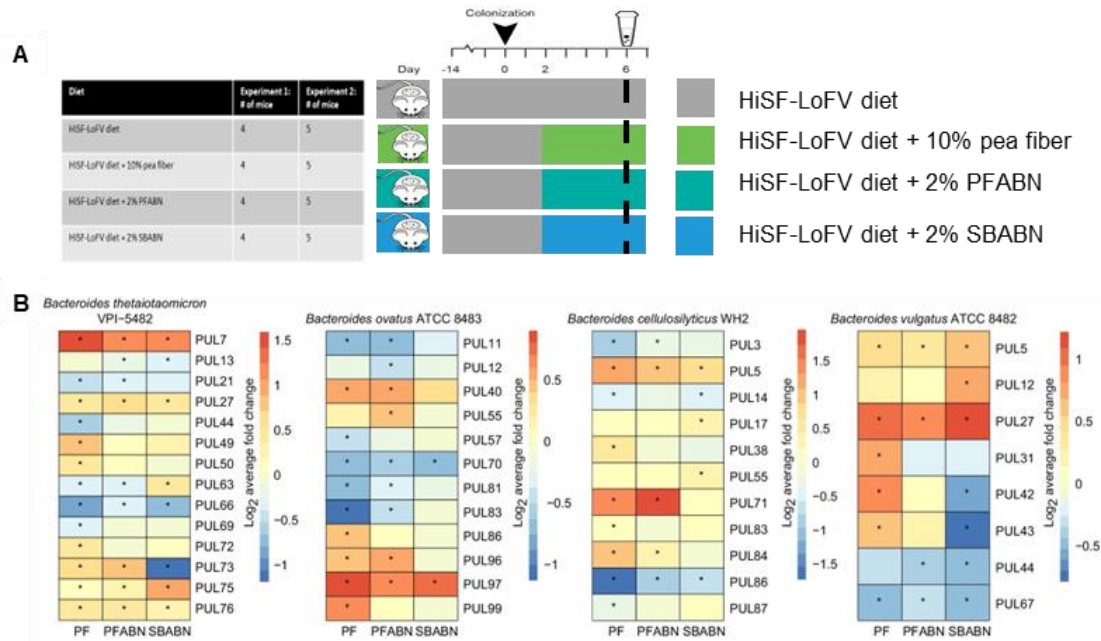 Colonization
A
Day
-14
0
2
6
Diet
Experiment 1:
# of mice
Experiment 2:
# of mice
HiSF-LoFV diet
4
5
HiSF-LoFV diet + 10% pea fiber
4
5
HiSF-LoFV diet + 2% PFABN
4
5
HiSF-LoFV diet + 2% SBABN
4
5
HiSF-LoFV diet
HiSF-LoFV diet + 10% pea fiber
HiSF-LoFV diet + 2% PFABN
HiSF-LoFV diet + 2% SBABN
B
Bacteroides thetaiotaomicron
VPI-5482
PUL7
PUL13
PUL21
PUL27
PUL44
PUL49
PUL50
PUL63
PUL66
PUL69
PUL72
PUL73
PUL75
PUL76
PF PFABN SBABN
1.5
1
0.5
0
−0.5
−1
Log2 average fold change
Bacteroides ovatus ATCC 8483
PUL11
PUL12
PUL40
PUL55
PUL57
PUL70
PUL81
PUL83
PUL86
PUL96
PUL97
PUL99
PF PFABN SBABN
0.5
0
−0.5
−1
Log2 average fold change
Bacteroides cellulosilyticus WH2
PUL3
PUL5
PUL14
PUL17
PUL38
PUL55
PUL71
PUL83
PUL84
PUL86
PUL87
PF PFABN SBABN
1.5
1
0.5
0
−0.5
−1
−1.5
Log2 average fold change
Bacteroides vulgatus ATCC 8482
PUL5
PUL12
PUL27
PUL31
PUL42
PUL43
PUL44
PUL67
PF PFABN SBABN
1
0.5
0
−0.5
Log2 average fold change